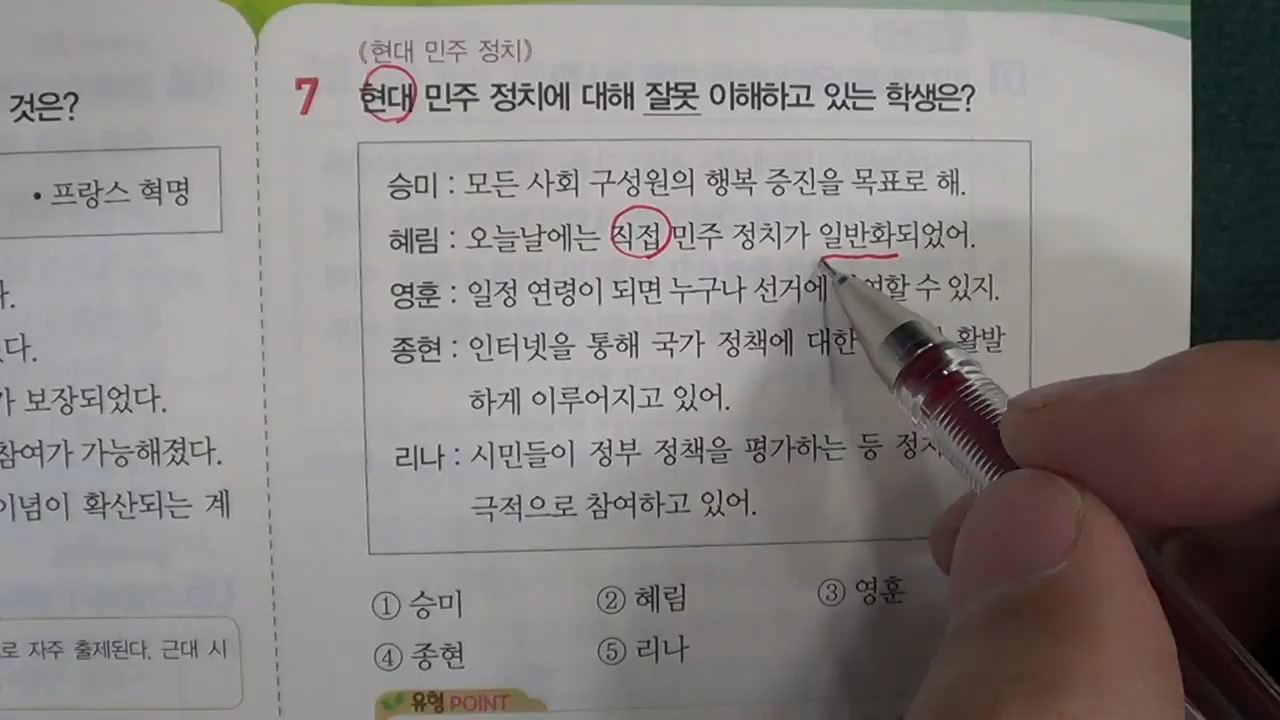 것은?
• 프랑스 혁명
다.
가 보장되었다.
참여가 가능해졌다.
이념이 확산되는 계
로 자주 출제된다. 근대 시
(현대 민주 정치)
7 현대 민주 정치에 대해 잘못 이해하고 있는 학생은?
승미 : 모든 사회 구성원의 행복 증진을 목표로 해.
혜림 : 오늘날에는 직접 민주 정치가 일반화되었어.
영훈 : 일정 연령이 되면 누구나 선거에 할 수 있지.
종현 : 인터넷을 통해 국가 정책에 대한 활발
하게 이루어지고 있어.
리나 : 시민들이 정부 정책을 평가하는 등
극적으로 참여하고 있어.
① 승미 ② 혜림 ③ 영훈
④ 종현 ⑤ 리나
유형 POINT